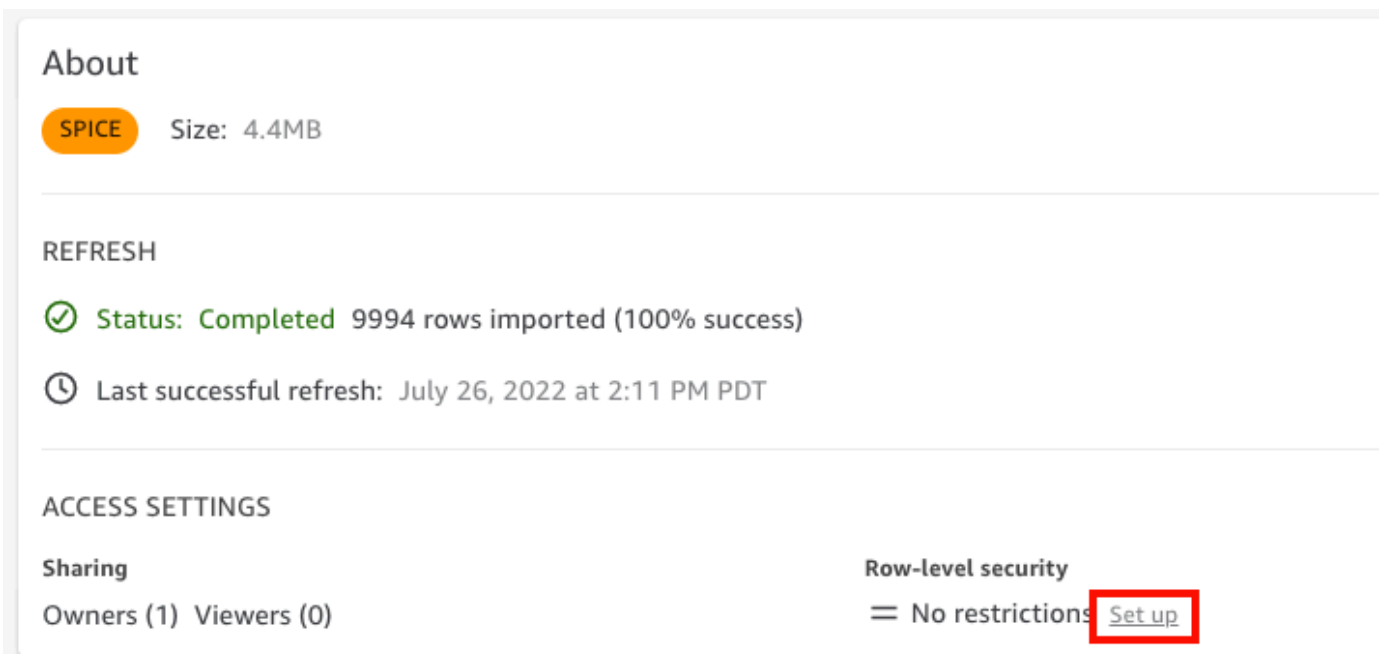 About
SPICE Size: 4.4MB
REFRESH
Status: Completed 9994 rows imported (100% success)
Last successful refresh: July 26, 2022 at 2:11 PM PDT
ACCESS SETTINGS
Sharing
Owners (1) Viewers (0)
Row-level security
No restrictions Set up